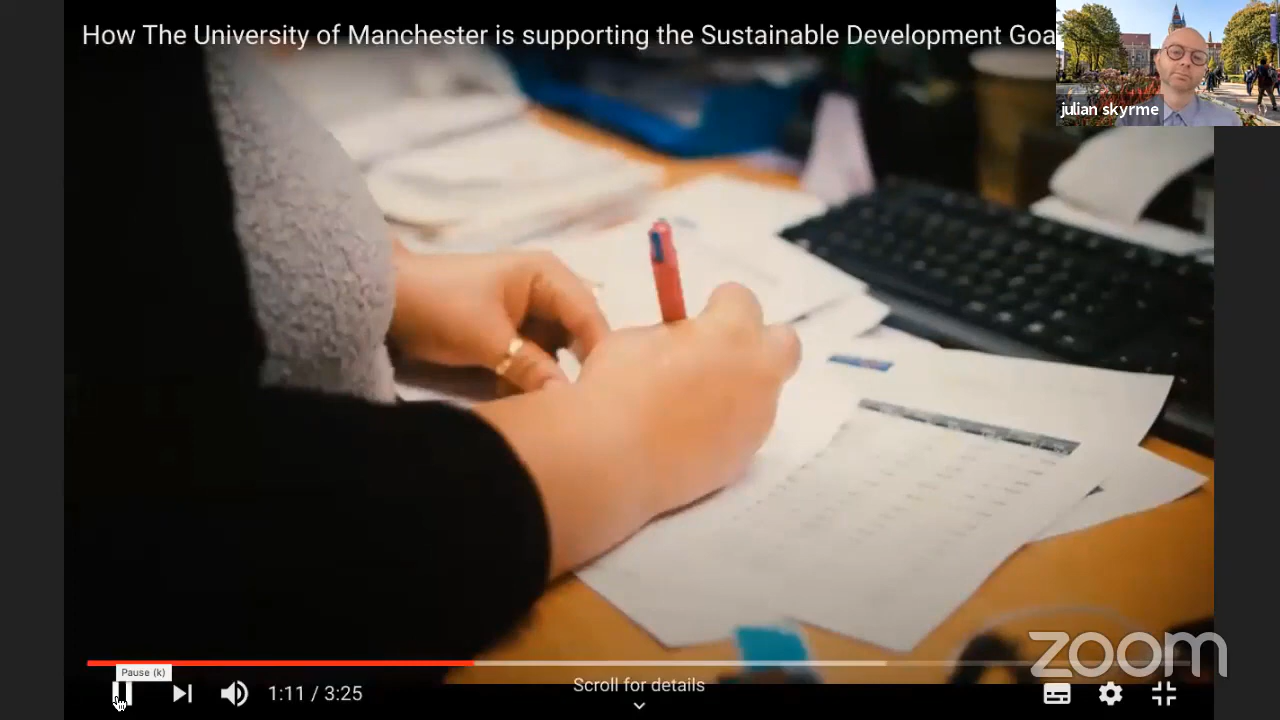 How The University of Manchester is supporting the Sustainable Development Goa
julian skyrme
Pause (k)
1:11 / 3:25
Scroll for details
zoom